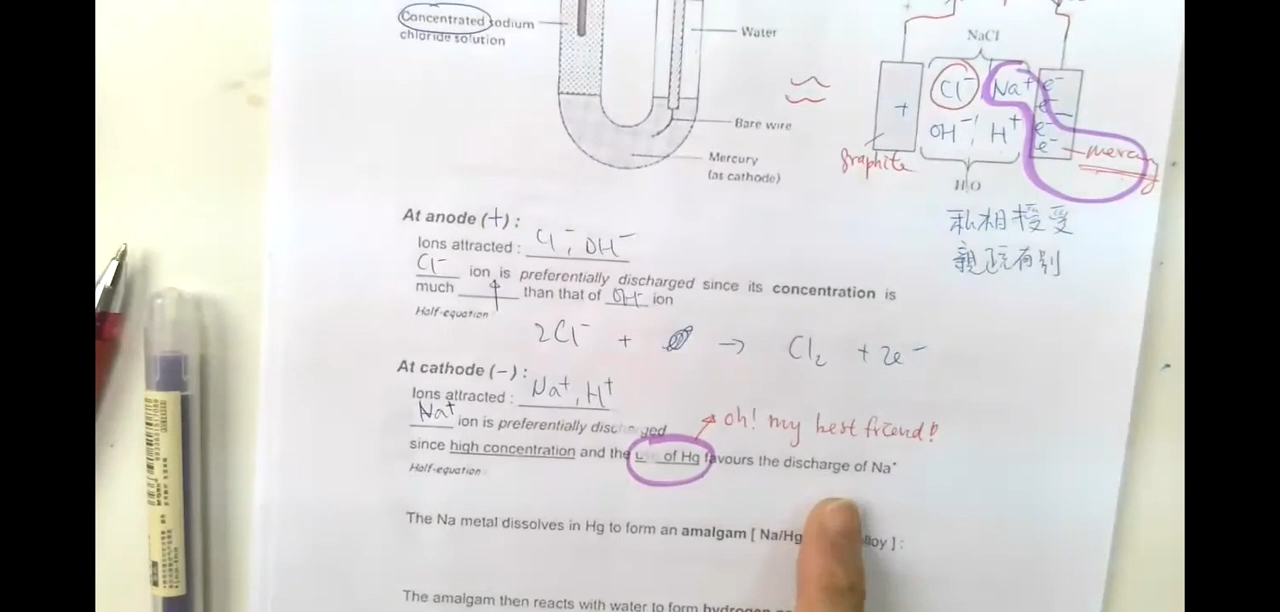 Concentrated sodium
chloride solution
Water
Bare wire
Mercury
(as cathode)
NaCl
Cl⁻ Na⁺ e⁻
e⁻
+ OH⁻, H⁺ e⁻
e⁻
graphite
H₂O
私相授受
親疏有別
At anode (+) :
Ions attracted : Cl⁻, OH⁻
Cl⁻ ion is preferentially discharged since its concentration is
much ↑ than that of OH⁻ ion
Half-equation
2Cl⁻ + → Cl₂ + 2e⁻
At cathode (-) :
Ions attracted : Na⁺, H⁺
Na⁺ ion is preferentially discharged
oh! my best friend!
since high concentration and the use of Hg favours the discharge of Na⁺
Half-equation
The Na metal dissolves in Hg to form an amalgam [ Na/Hg alloy ] :
The amalgam then reacts with water to form hydrogen